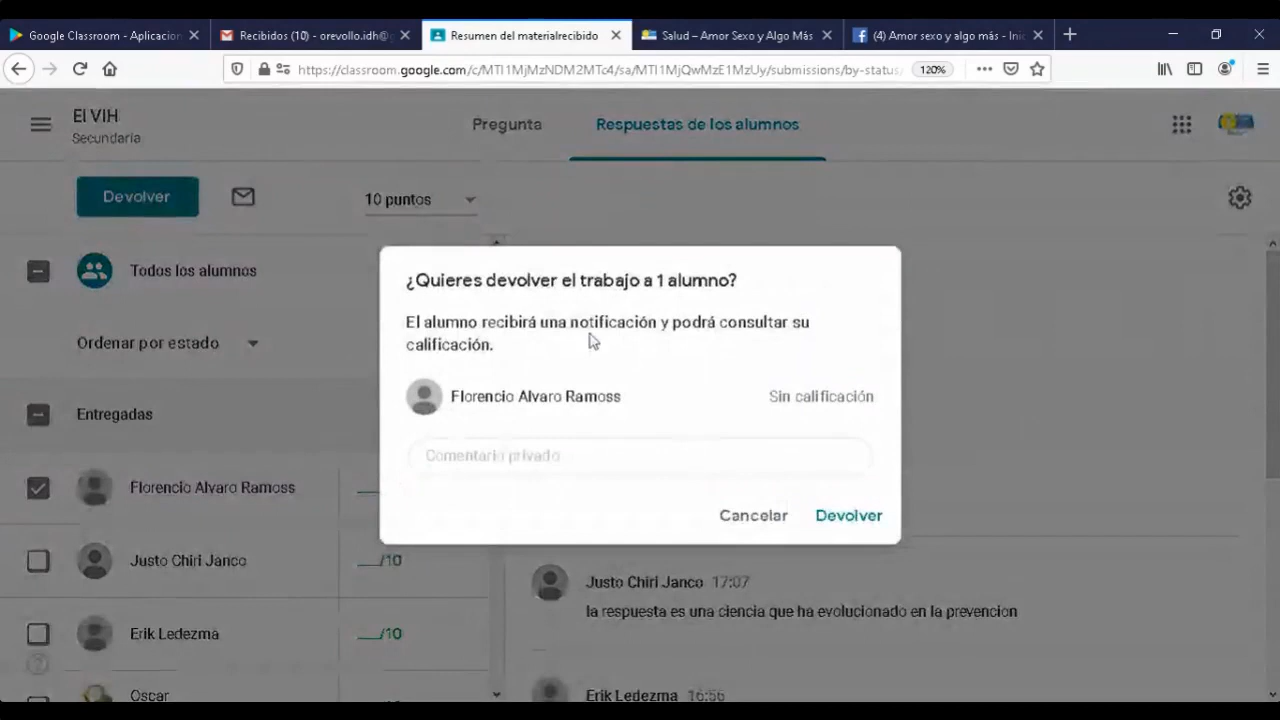 Google Classroom - Aplicacion
Recibidos (10) - orevollo.idh@g
Resumen del materialrecibido
Salud – Amor Sexo y Algo Más
(4) Amor sexo y algo más - Ini
https://classroom.google.com/c/MTI1MjMzNDM2MTc4/sa/MTI1MjQwMzE1MzUy/submissions/by-status/
120%
El VIH
Secundaria
Pregunta
Respuestas de los alumnos
Devolver
10 puntos
Todos los alumnos
Ordenar por estado
Entregadas
Florencio Alvaro Ramoss
Justo Chiri Janco
__/10
Erik Ledezma
__/10
Oscar
¿Quieres devolver el trabajo a 1 alumno?
El alumno recibirá una notificación y podrá consultar su
calificación.
Florencio Alvaro Ramoss
Sin calificación
Comentario privado
Cancelar
Devolver
Justo Chiri Janco 17:07
la respuesta es una ciencia que ha evolucionado en la prevencion
Erik Ledezma 16:56